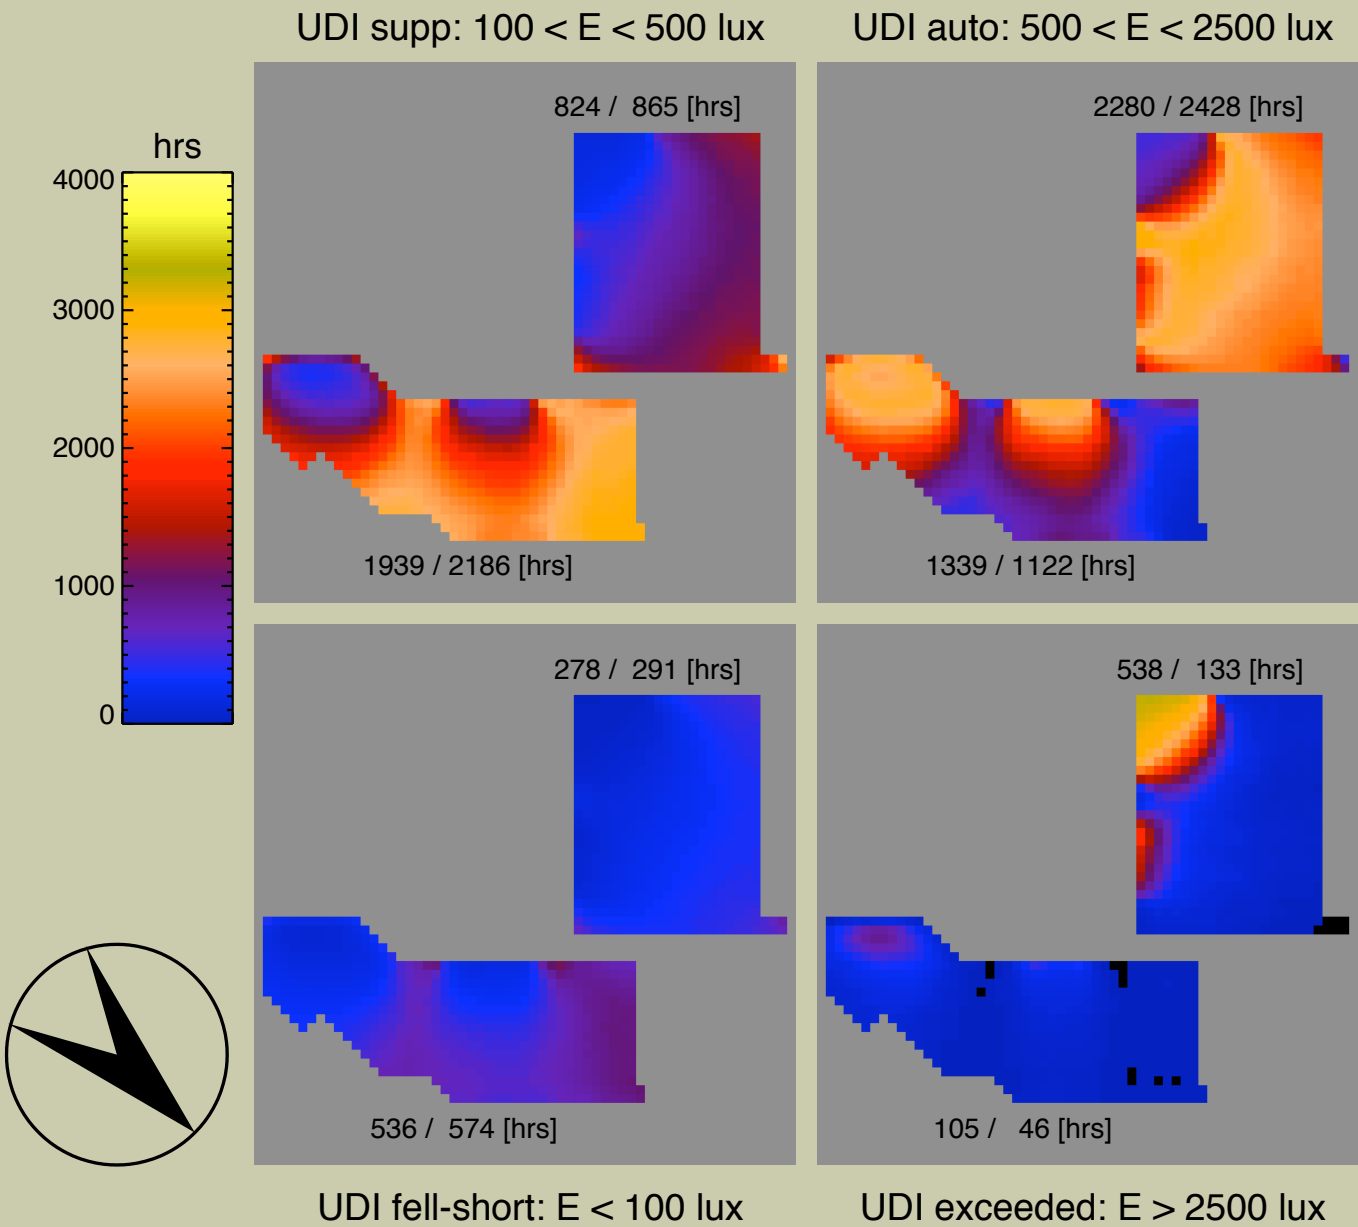 UDI supp: 100 < E < 500 lux
UDI auto: 500 < E < 2500 lux
824 / 865 [hrs]
2280 / 2428 [hrs]
hrs
4000
3000
2000
1000
0
1939 / 2186 [hrs]
1339 / 1122 [hrs]
278 / 291 [hrs]
538 / 133 [hrs]
536 / 574 [hrs]
105 / 46 [hrs]
UDI fell-short: E < 100 lux
UDI exceeded: E > 2500 lux